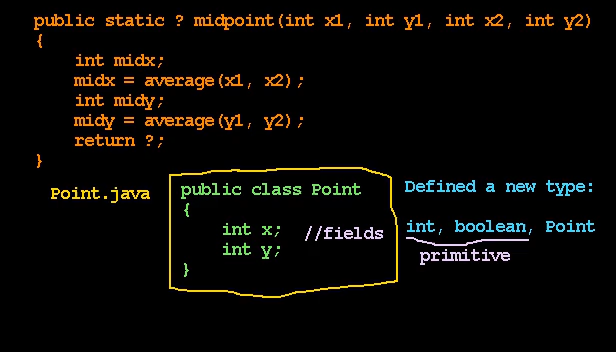 public static ? midpoint(int x1, int y1, int x2, int y2)
{
int midx;
midx = average(x1, x2);
int midy;
midy = average(y1, y2);
return ?;
}
Point.java
public class Point
{
int x; //fields
int y;
}
Defined a new type:
int, boolean, Point
primitive